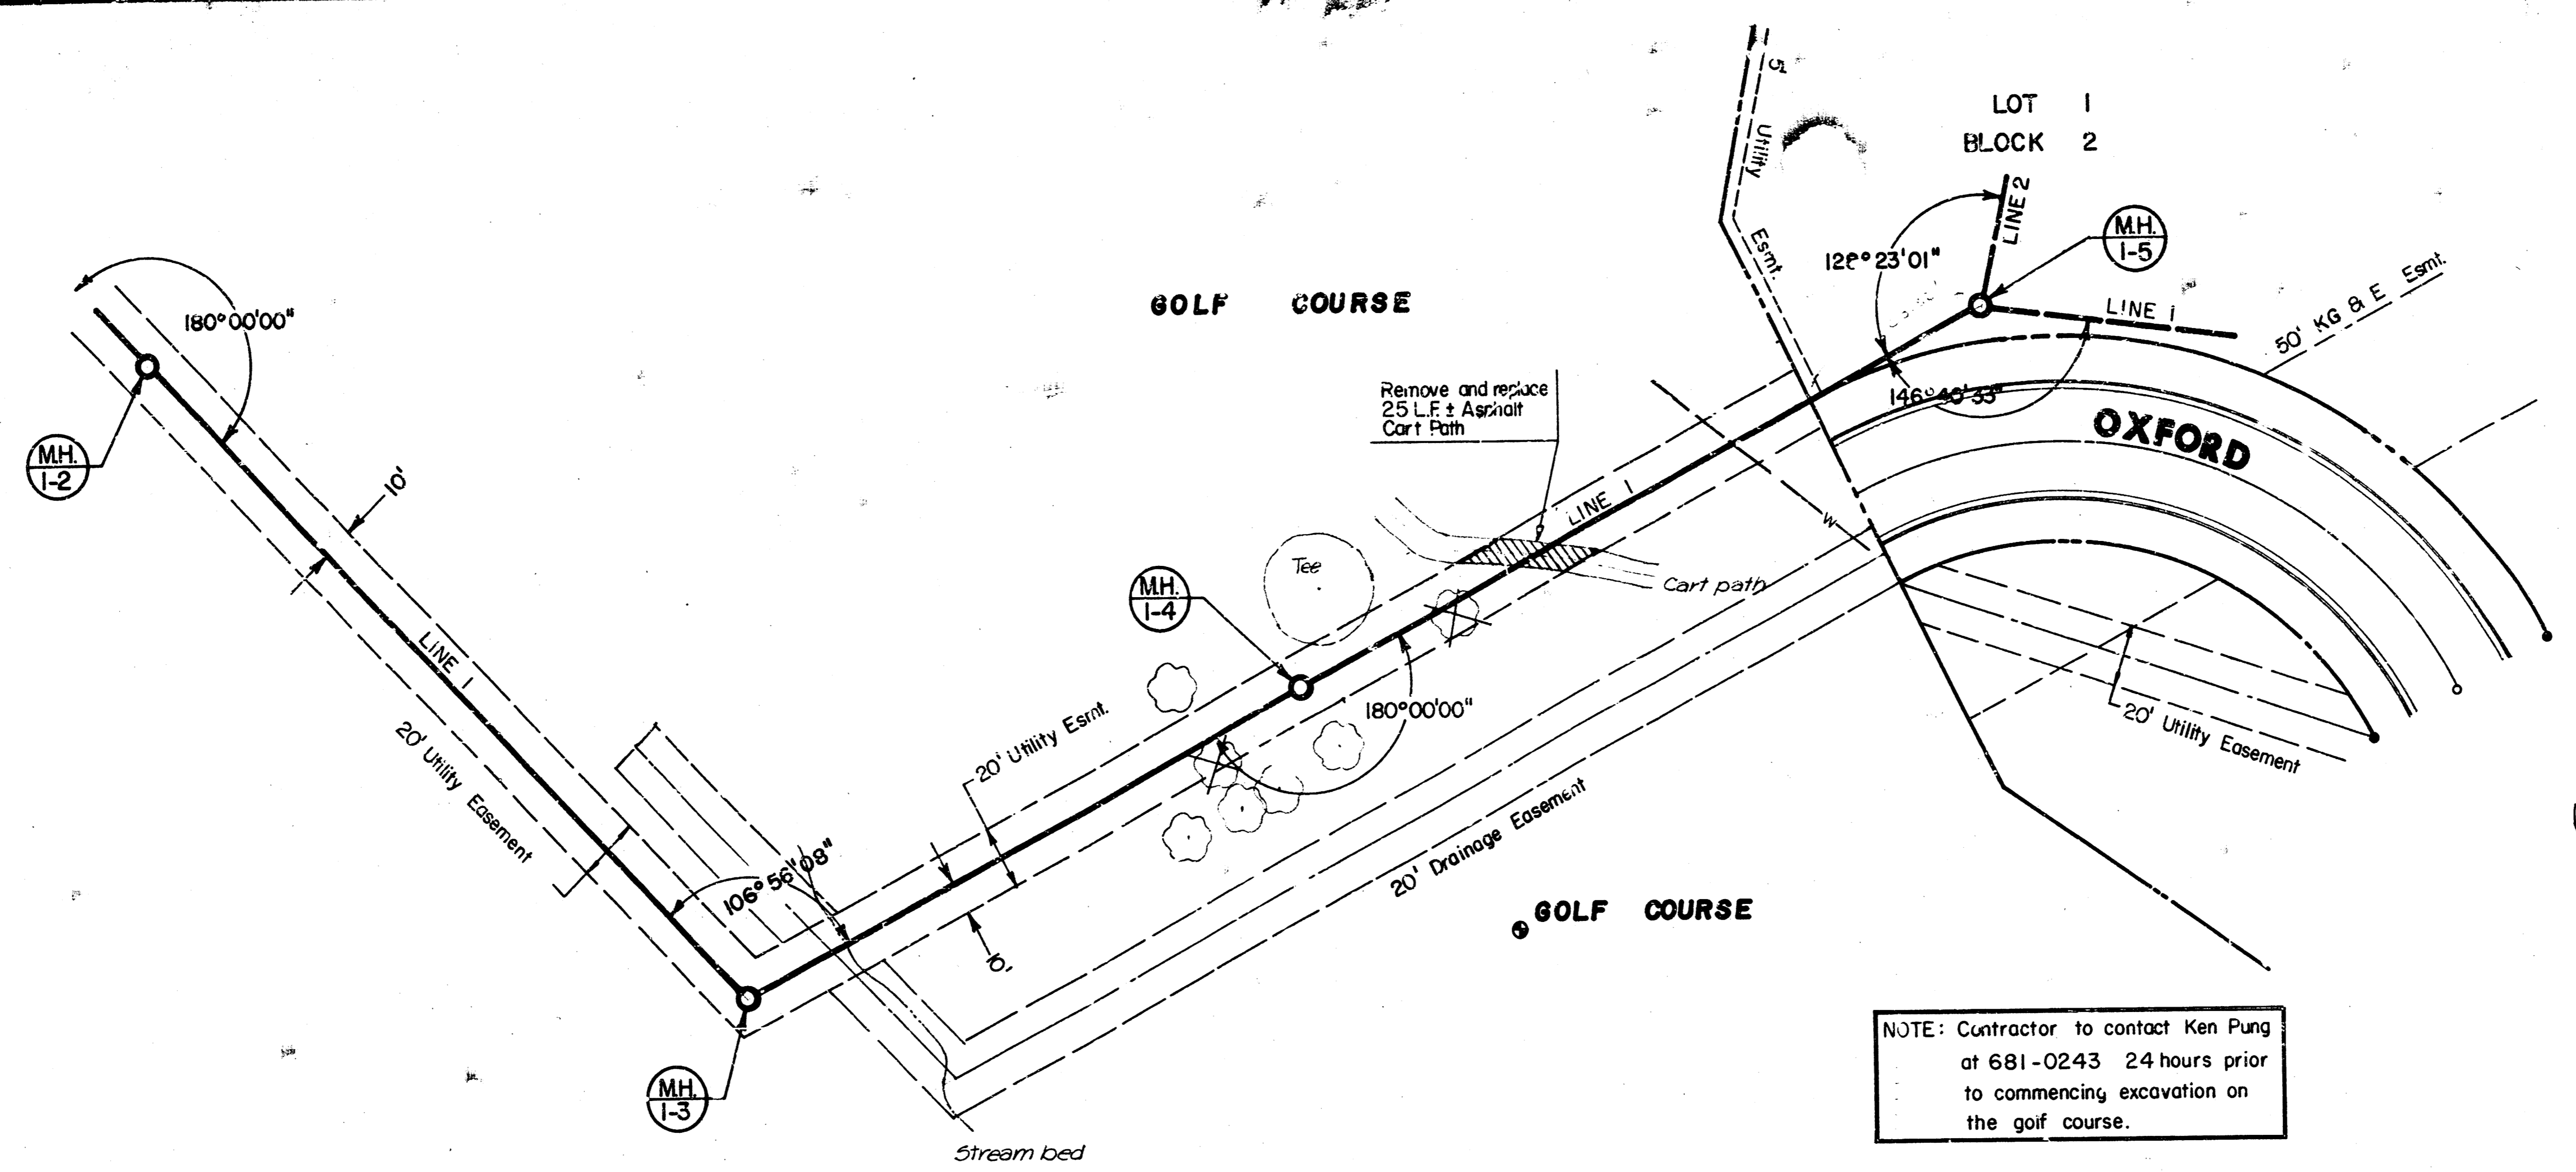 5'
Utility
Esmt.
LOT 1
BLOCK 2
LINE 2
M.H.
1-5
23'01"
LINE 1
50' KG & E Esmt.
180°00'00"
GOLF COURSE
146°40'33"
OXFORD
Remove and replace
25 L.F. ± Asphalt
Cart Path
M.H.
1-2
10'
LINE 1
W
Tee
Cart path
M.H.
1-4
LINE 1
180°00'00"
20' Utility Esmt.
20' Utility Easement
20' Utility Easement
106°56'08"
20' Drainage Easement
GOLF COURSE
10'
M.H.
1-3
Stream bed
NOTE: Contractor to contact Ken Pung
at 681-0243 24 hours prior
to commencing excavation on
the golf course.